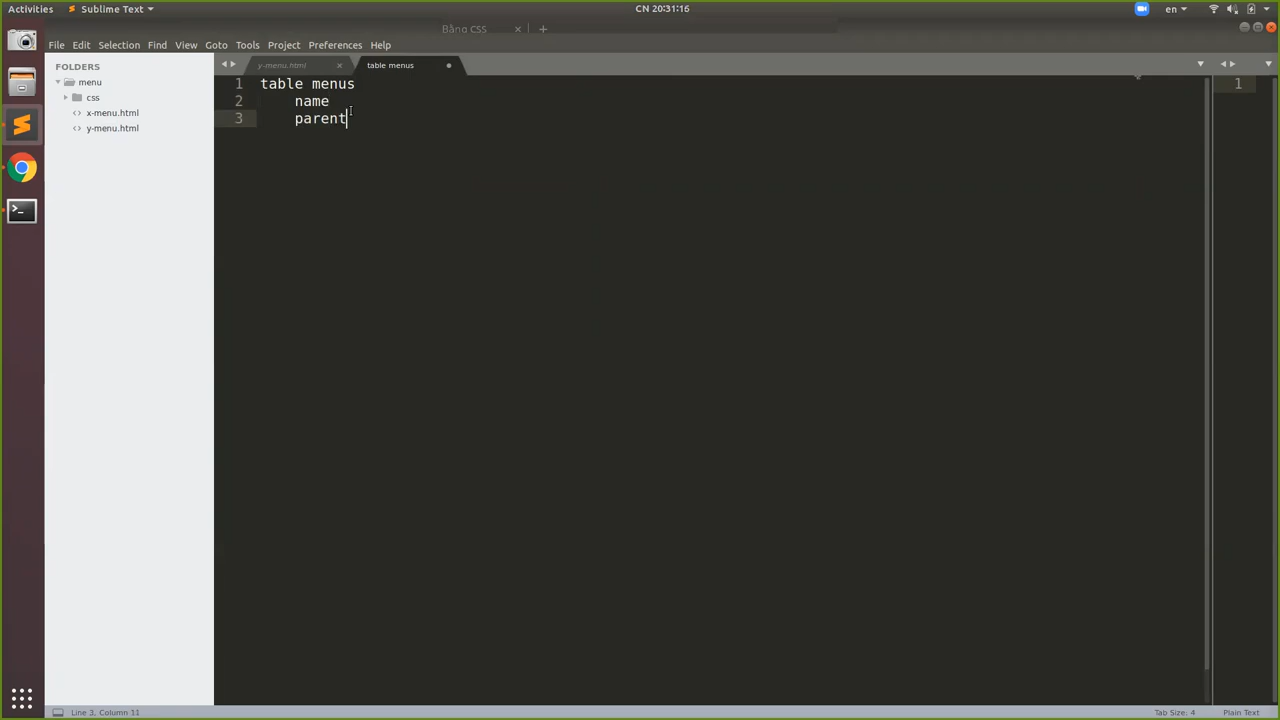 Activities Sublime Text CN 20:31:16 en
Bảng CSS × +
File Edit Selection Find View Goto Tools Project Preferences Help
FOLDERS
menu
css
x-menu.html
y-menu.html
y-menu.html × table menus
1 table menus 1
2 name
3 parent
Line 3, Column 11 Tab Size: 4 Plain Text